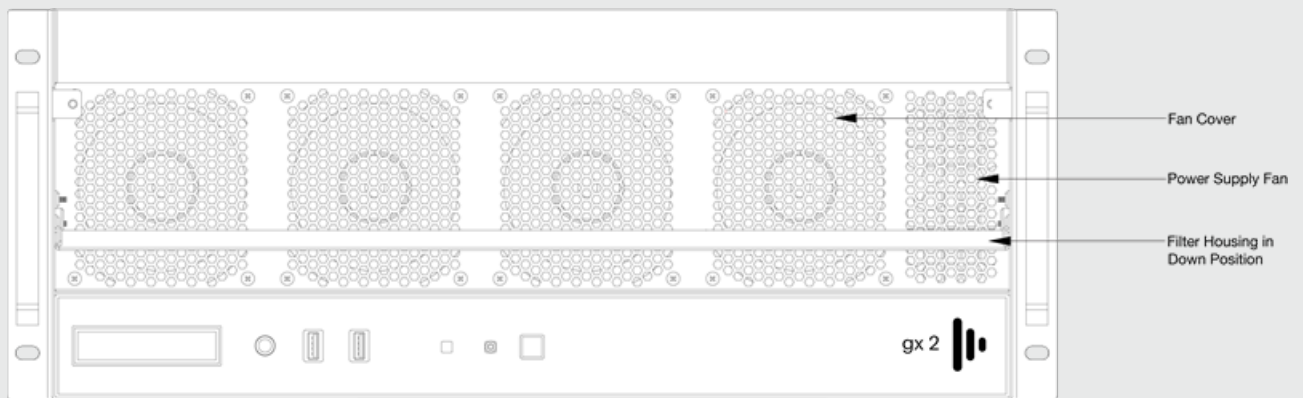 Fan Cover
Power Supply Fan
Filter Housing in
Down Position
gx 2